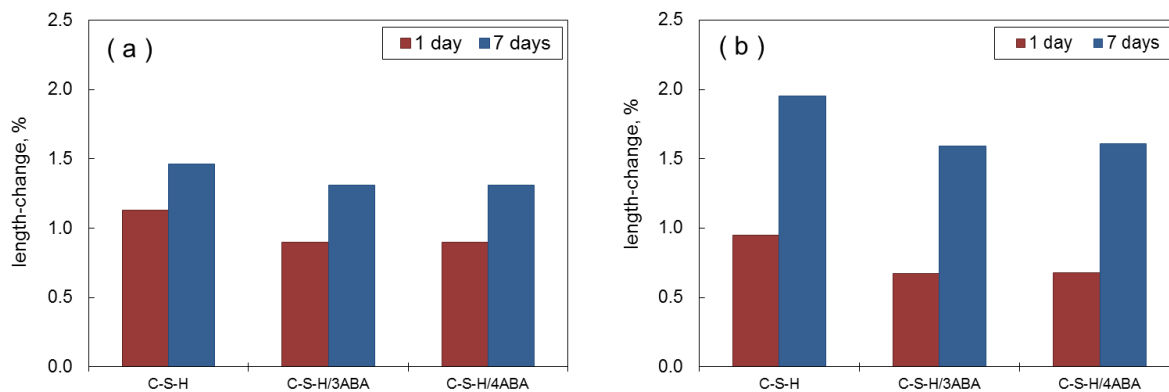 ( a )
1 day
7 days
length-change, %
2.5
2.0
1.5
1.0
0.5
0.0
C-S-H
C-S-H/3ABA
C-S-H/4ABA
( b )
1 day
7 days
length-change, %
2.5
2.0
1.5
1.0
0.5
0.0
C-S-H
C-S-H/3ABA
C-S-H/4ABA